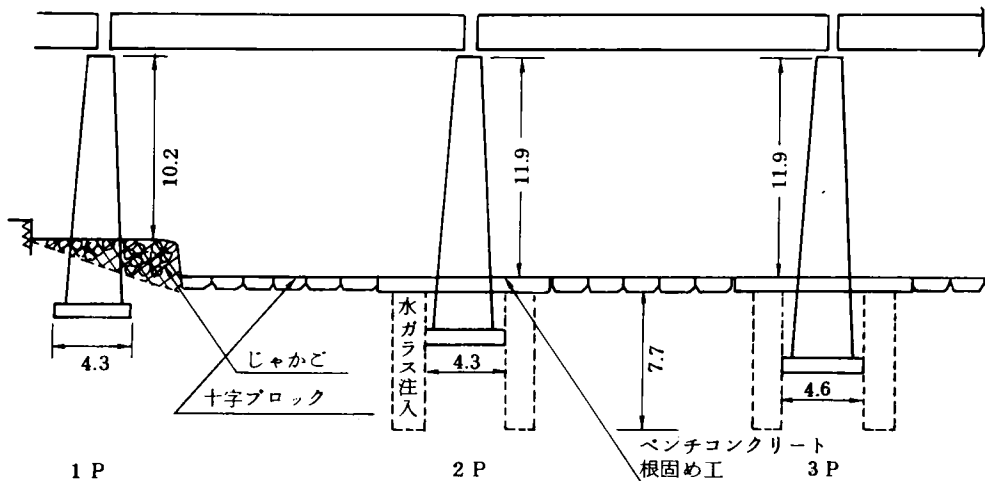 10.2
11.9
11.9
4.3
じゃかご
十字ブロック
水ガラス注入
4.3
7.7
4.6
ペンチコンクリート
根固め工
1 P
2 P
3 P